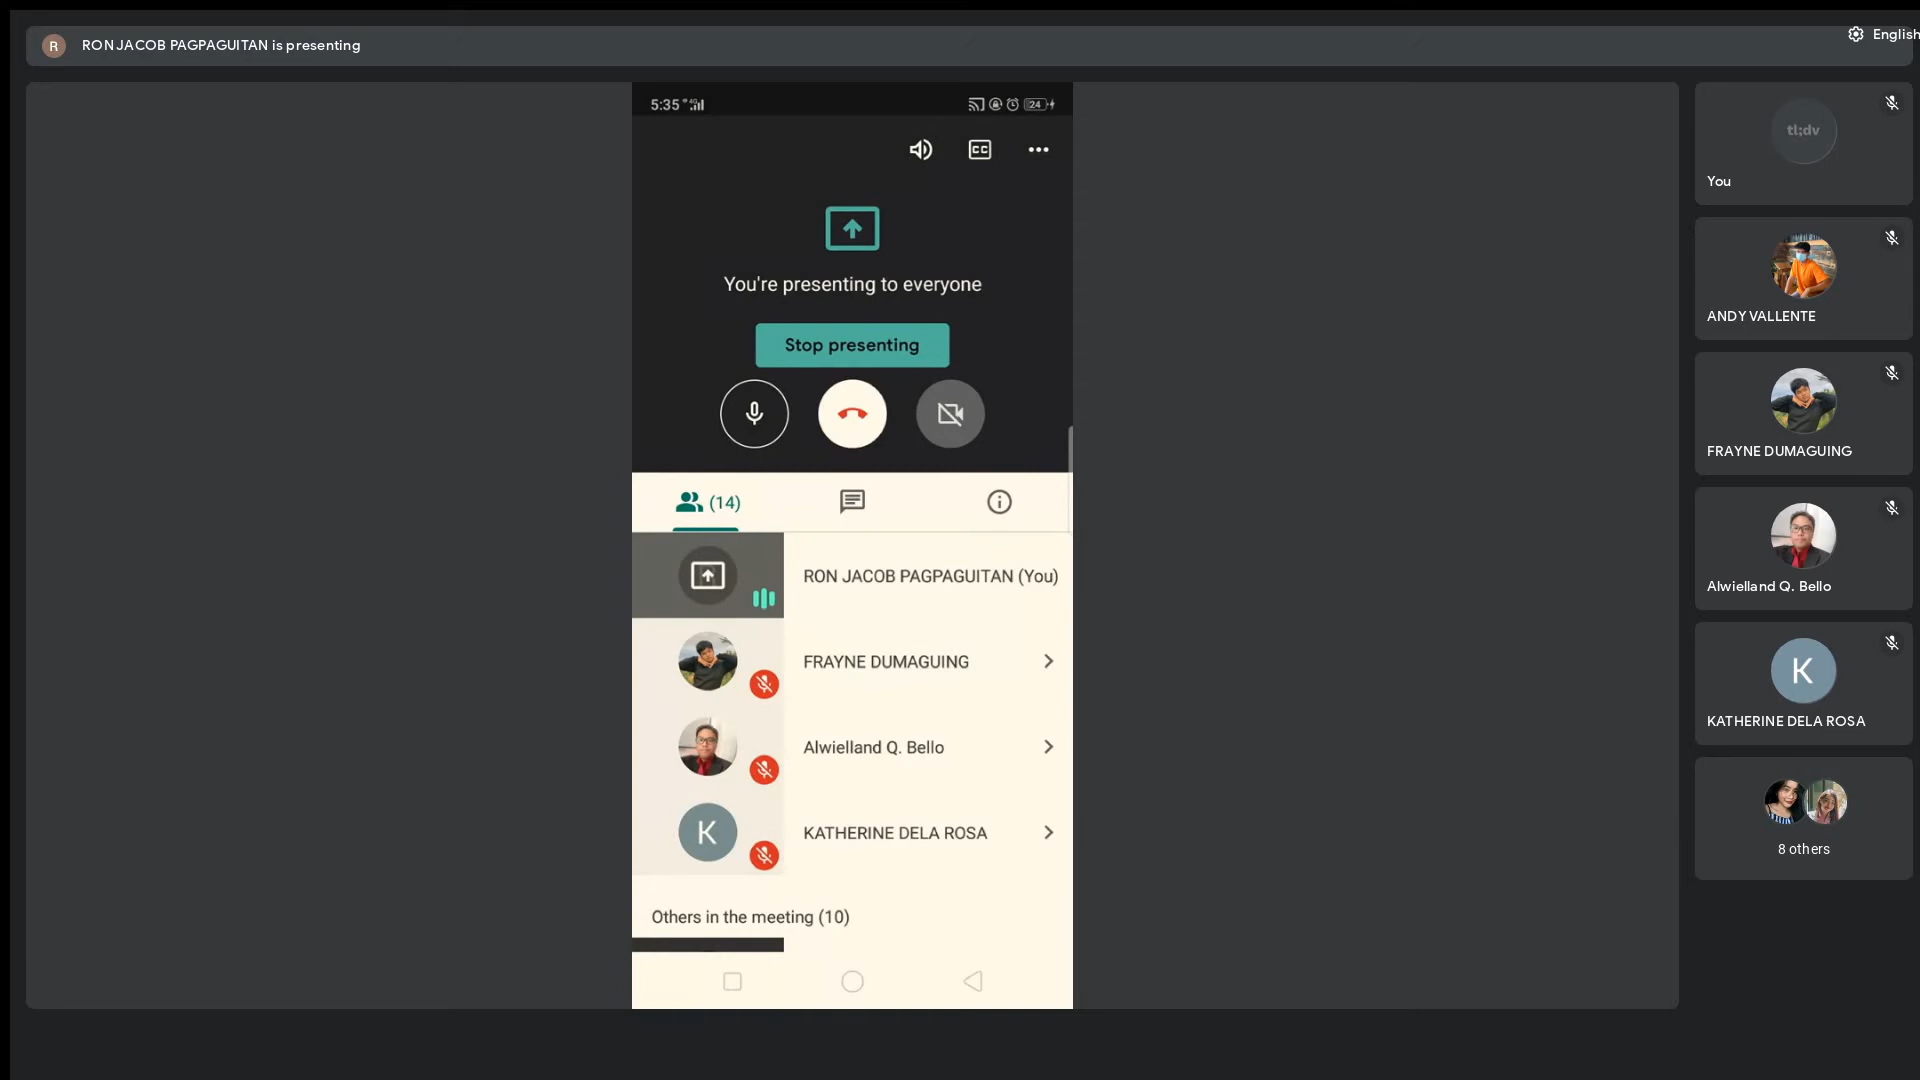 R
RON JACOB PAGPAGUITAN is presenting
English
5:35
4G
24
CC
You're presenting to everyone
Stop presenting
(14)
RON JACOB PAGPAGUITAN (You)
FRAYNE DUMAGUING
Alwielland Q. Bello
K
KATHERINE DELA ROSA
Others in the meeting (10)
tl;dv
You
ANDY VALLENTE
FRAYNE DUMAGUING
Alwielland Q. Bello
K
KATHERINE DELA ROSA
8 others